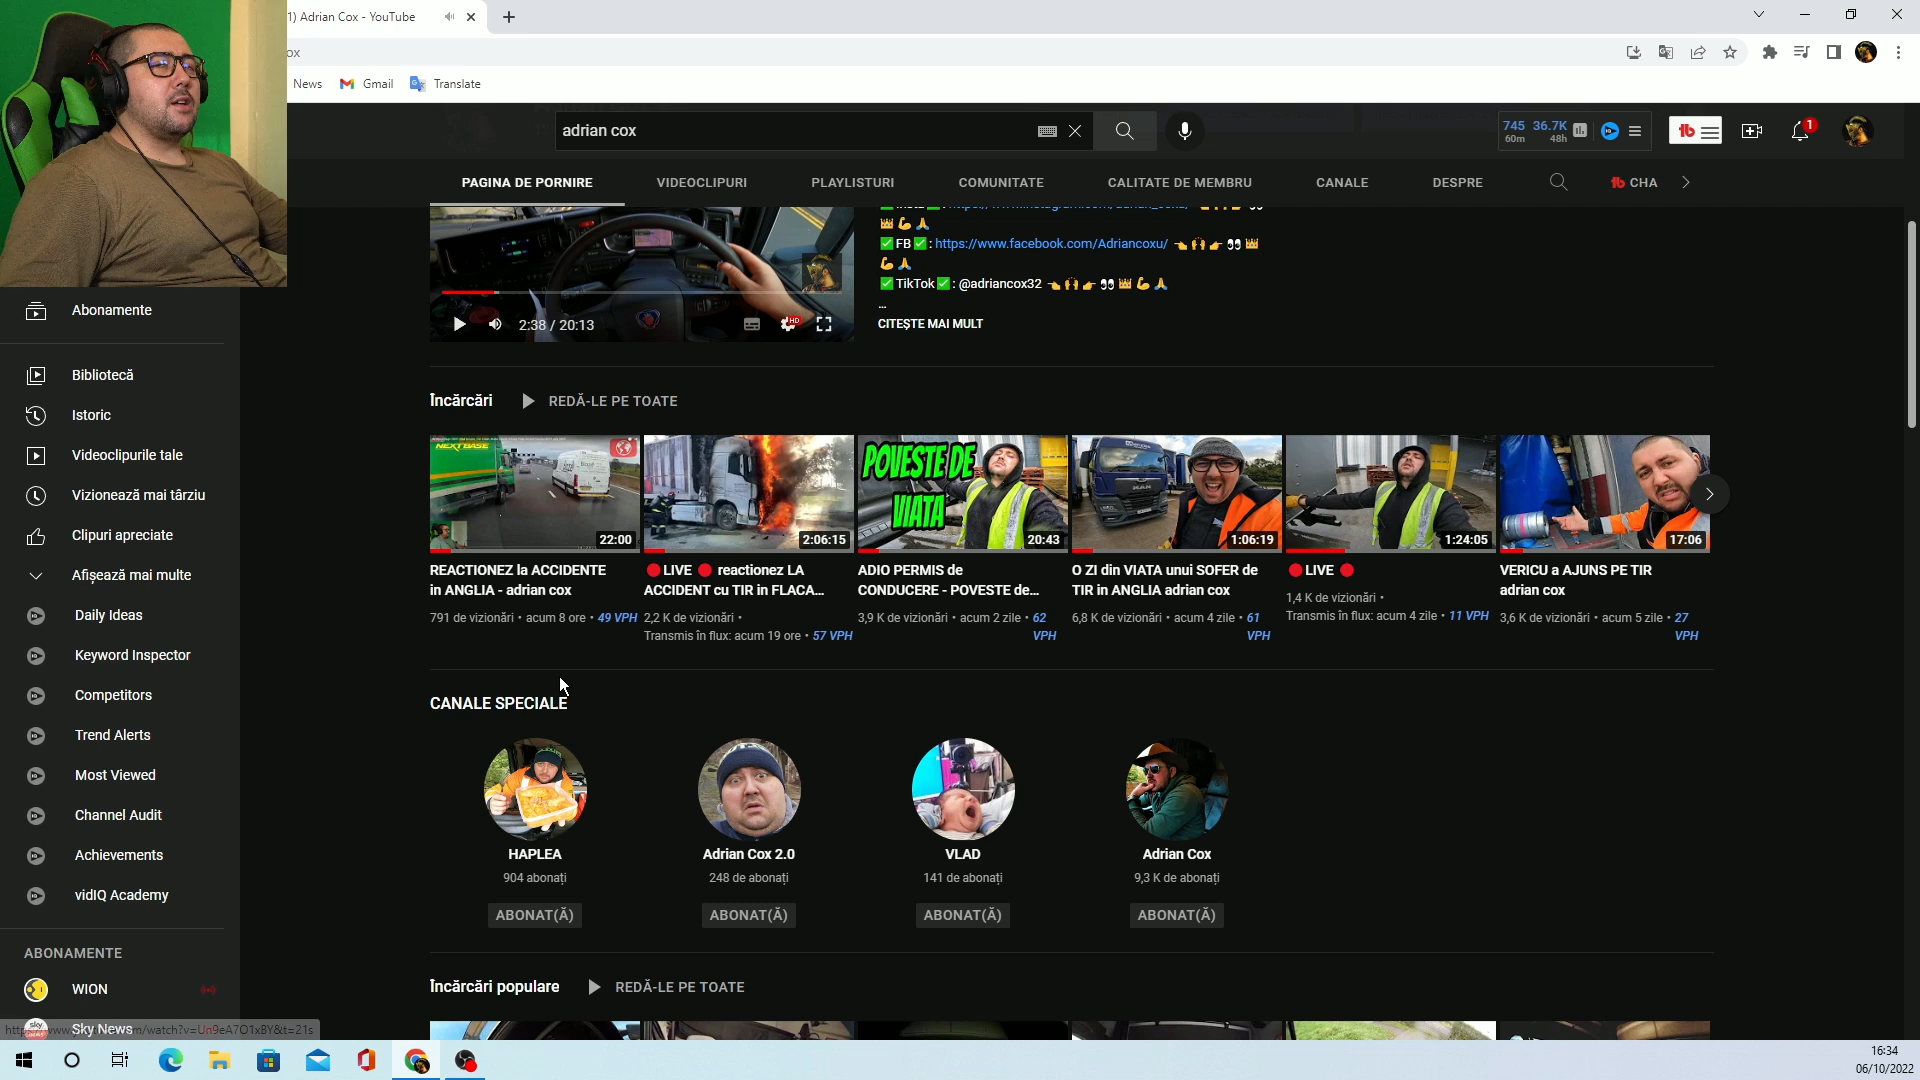 1) Adrian Cox - YouTube
ox
News Gmail Translate
adrian cox
745 36.7K
60m 48h
1
PAGINA DE PORNIRE VIDEOCLIPURI PLAYLISTURI COMUNITATE CALITATE DE MEMBRU CANALE DESPRE CHA
✅FB✅: https://www.facebook.com/Adriancoxu/
✅TikTok✅: @adriancox32
...
CITEȘTE MAI MULT
2:38 / 20:13
HD
Abonamente
Bibliotecă
Istoric
Videoclipurile tale
Vizionează mai târziu
Clipuri apreciate
Afișează mai multe
Daily Ideas
Keyword Inspector
Competitors
Trend Alerts
Most Viewed
Channel Audit
Achievements
vidIQ Academy
ABONAMENTE
WION
Sky News
Încărcări REDĂ-LE PE TOATE
NEXTBASE
22:00
REACTIONEZ la ACCIDENTE
in ANGLIA - adrian cox
791 de vizionări • acum 8 ore • 49 VPH
2:06:15
🔴LIVE 🔴 reactionez LA
ACCIDENT cu TIR in FLACA...
2,2 K de vizionări •
Transmis în flux: acum 19 ore • 57 VPH
POVESTE DE
VIATA
20:43
ADIO PERMIS de
CONDUCERE - POVESTE de...
3,9 K de vizionări • acum 2 zile • 62
VPH
1:06:19
O ZI din VIATA unui SOFER de
TIR in ANGLIA adrian cox
6,8 K de vizionări • acum 4 zile • 61
VPH
1:24:05
🔴LIVE 🔴
1,4 K de vizionări •
Transmis în flux: acum 4 zile • 11 VPH
17:06
VERICU a AJUNS PE TIR
adrian cox
3,6 K de vizionări • acum 5 zile • 27
VPH
CANALE SPECIALE
HAPLEA
904 abonați
ABONAT(Ă)
Adrian Cox 2.0
248 de abonați
ABONAT(Ă)
VLAD
141 de abonați
ABONAT(Ă)
Adrian Cox
9,3 K de abonați
ABONAT(Ă)
Încărcări populare REDĂ-LE PE TOATE
16:34
06/10/2022